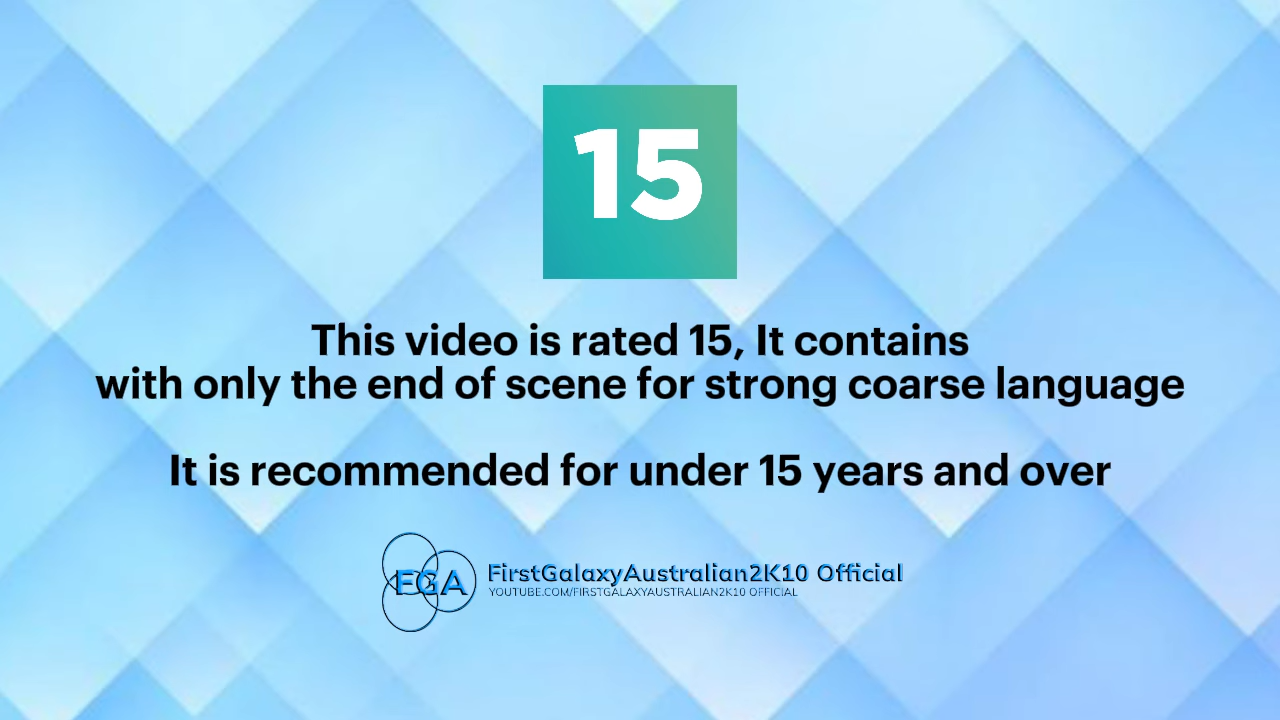 15
This video is rated 15, It contains
with only the end of scene for strong coarse language
It is recommended for under 15 years and over
FGA
FirstGalaxyAustralian2K10 Official
YOUTUBE.COM/FIRSTGALAXYAUSTRALIAN2K10 OFFICIAL